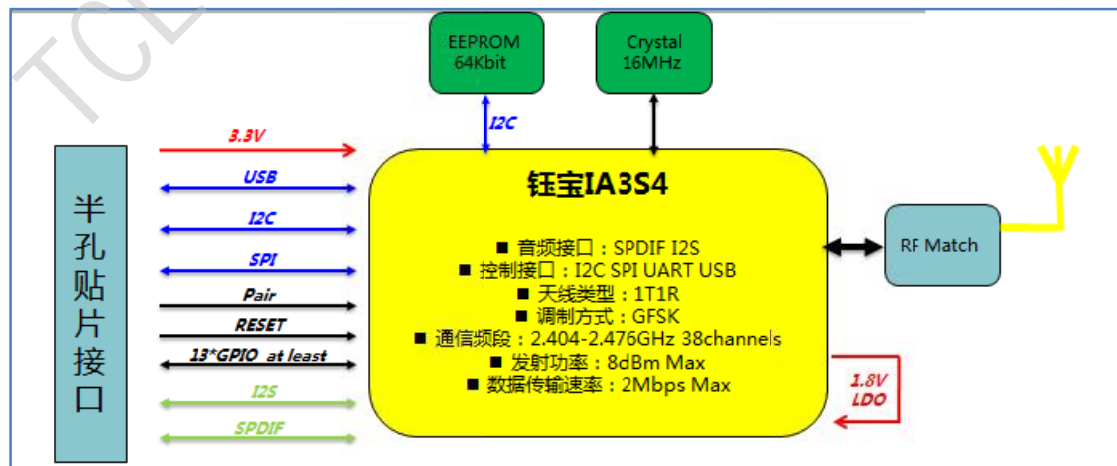 TCL
EEPROM
64Kbit
Crystal
16MHz
I2C
3.3V
USB
I2C
SPI
Pair
RESET
13*GPIO at least
I2S
SPDIF
半孔贴片接口
钰宝IA3S4
■ 音频接口：SPDIF I2S
■ 控制接口：I2C SPI UART USB
■ 天线类型：1T1R
■ 调制方式：GFSK
■ 通信频段：2.404-2.476GHz 38channels
■ 发射功率：8dBm Max
■ 数据传输速率：2Mbps Max
RF Match
1.8V
LDO